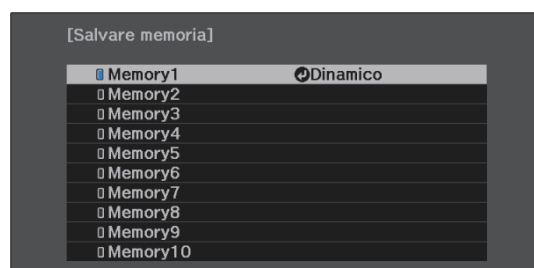 [Salvare memoria]
Memory1 Dinamico
Memory2
Memory3
Memory4
Memory5
Memory6
Memory7
Memory8
Memory9
Memory10